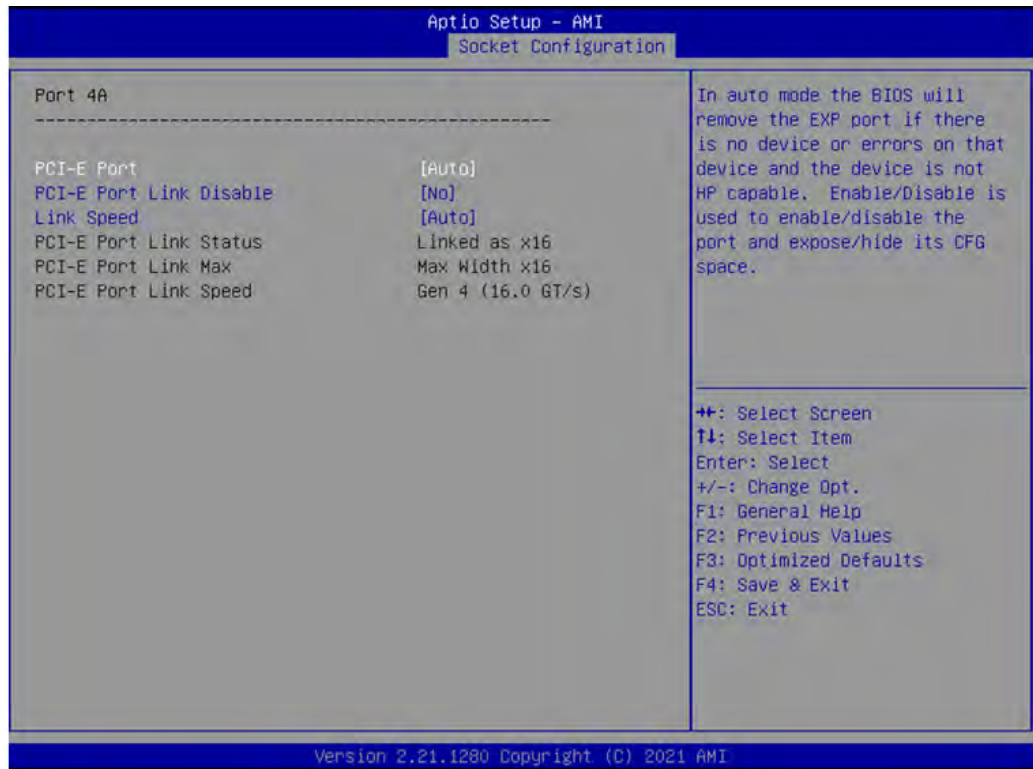 Aptio Setup - AMI
Socket Configuration
Port 4A
--------------------------------------------------
PCI-E Port [Auto]
PCI-E Port Link Disable [No]
Link Speed [Auto]
PCI-E Port Link Status Linked as x16
PCI-E Port Link Max Max Width x16
PCI-E Port Link Speed Gen 4 (16.0 GT/s)
In auto mode the BIOS will
remove the EXP port if there
is no device or errors on that
device and the device is not
HP capable. Enable/Disable is
used to enable/disable the
port and expose/hide its CFG
space.
→←: Select Screen
↑↓: Select Item
Enter: Select
+/-: Change Opt.
F1: General Help
F2: Previous Values
F3: Optimized Defaults
F4: Save & Exit
ESC: Exit
Version 2.21.1280 Copyright (C) 2021 AMI